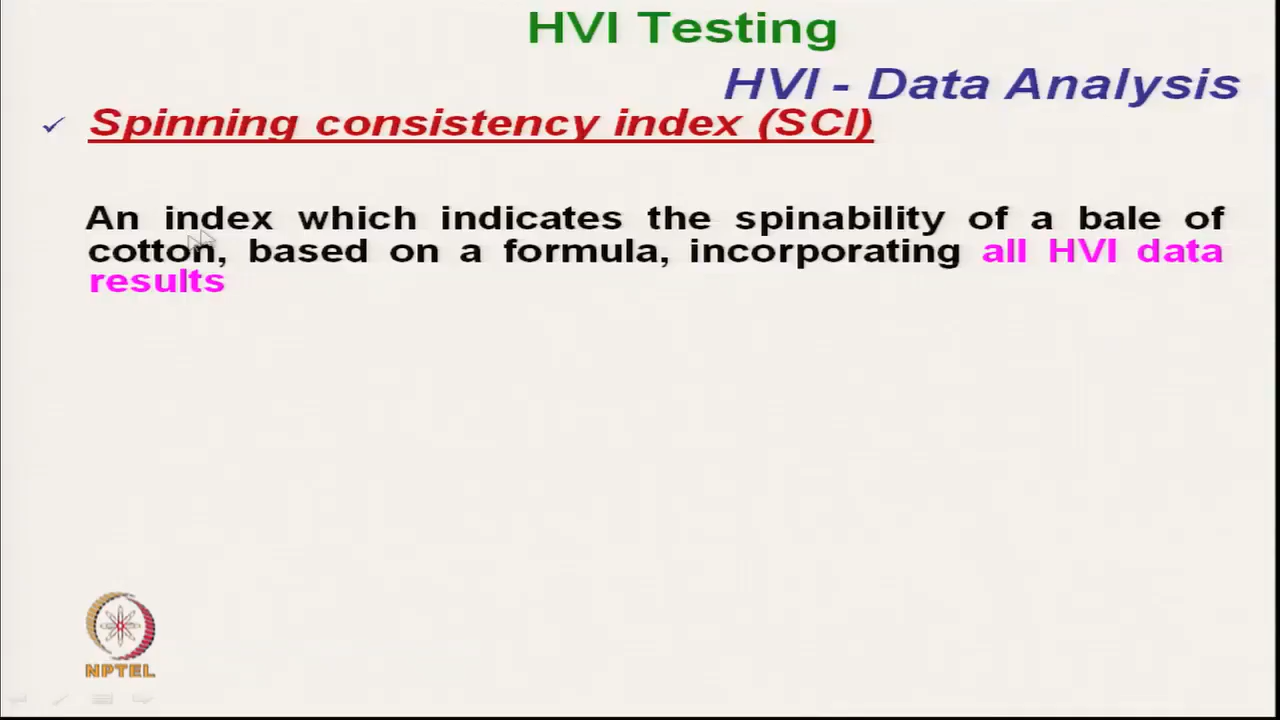 HVI Testing
HVI - Data Analysis
✓ Spinning consistency index (SCI)
An index which indicates the spinability of a bale of
cotton, based on a formula, incorporating all HVI data
results
NPTEL